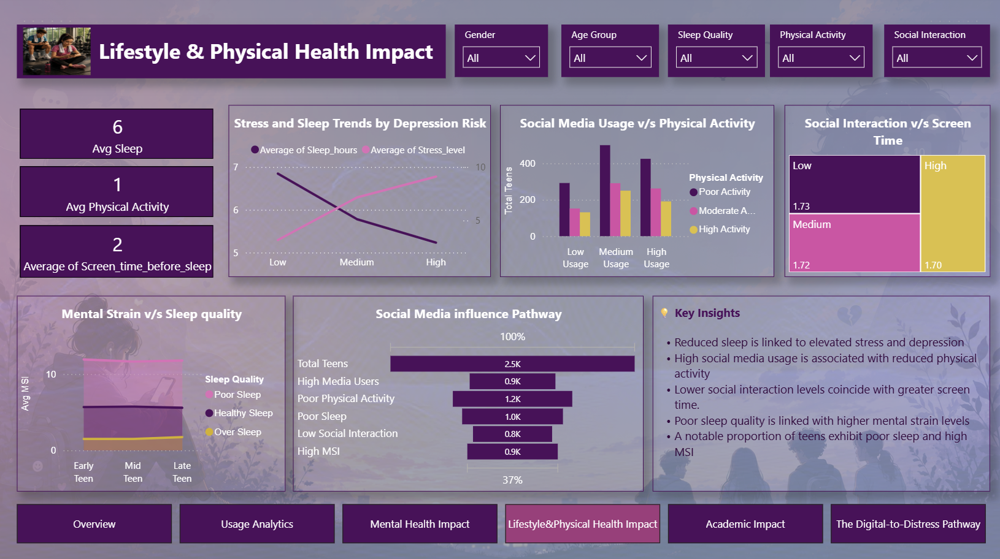 Lifestyle & Physical Health Impact
Gender
All
Age Group
All
Sleep Quality
All
Physical Activity
All
Social Interaction
All
6
Avg Sleep
1
Avg Physical Activity
2
Average of Screen_time_before_sleep
Stress and Sleep Trends by Depression Risk
Average of Sleep_hours
Average of Stress_level
7
6
5
10
5
Low
Medium
High
Social Media Usage v/s Physical Activity
Total Teens
400
200
0
Low
Usage
Medium
Usage
High
Usage
Physical Activity
Poor Activity
Moderate A...
High Activity
Social Interaction v/s Screen
Time
Low
1.73
Medium
1.72
High
1.70
Mental Strain v/s Sleep quality
Avg MSI
10
0
Early
Teen
Mid
Teen
Late
Teen
Sleep Quality
Poor Sleep
Healthy Sleep
Over Sleep
Social Media influence Pathway
100%
Total Teens
2.5K
High Media Users
0.9K
Poor Physical Activity
1.2K
Poor Sleep
1.0K
Low Social Interaction
0.8K
High MSI
0.9K
37%
Key Insights
• Reduced sleep is linked to elevated stress and depression
• High social media usage is associated with reduced physical
activity
• Lower social interaction levels coincide with greater screen
time.
• Poor sleep quality is linked with higher mental strain levels
• A notable proportion of teens exhibit poor sleep and high
MSI
Overview
Usage Analytics
Mental Health Impact
Lifestyle&Physical Health Impact
Academic Impact
The Digital-to-Distress Pathway